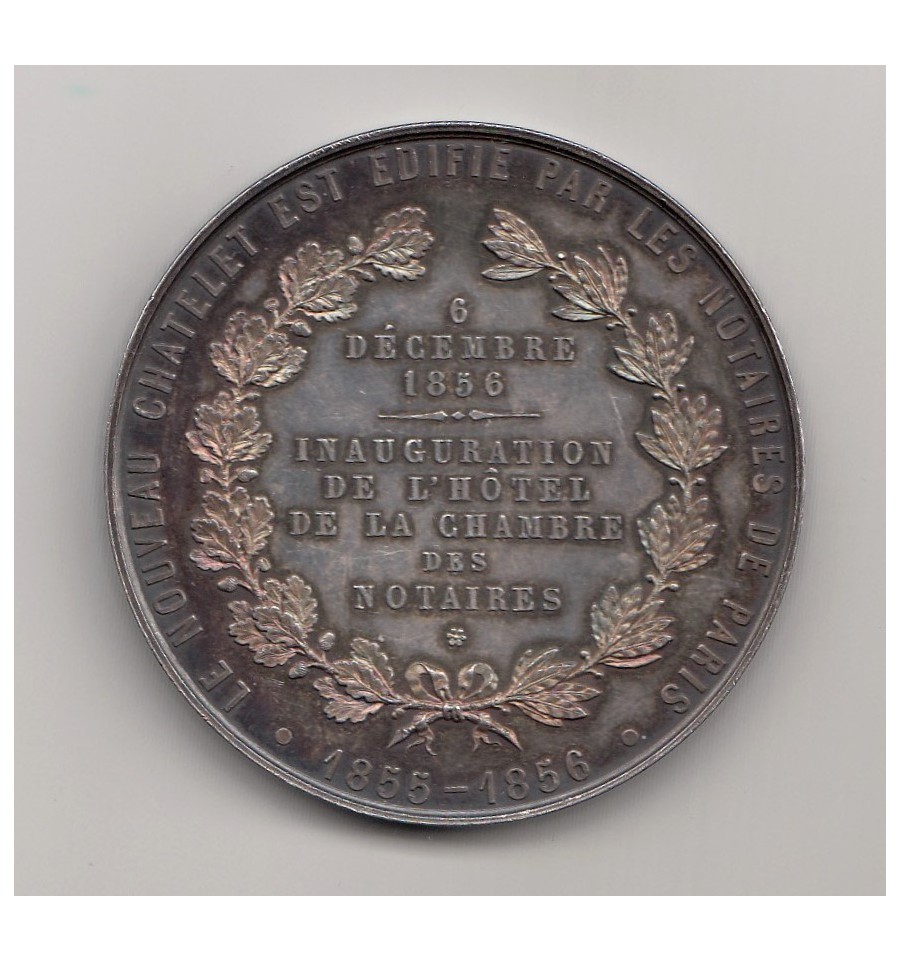 LE NOUVEAU CHATELET EST EDIFIÉ PAR LES NOTAIRES DE PARIS
6
DÉCEMBRE
1856
INAUGURATION
DE L'HÔTEL
DE LA CHAMBRE
DES
NOTAIRES
• 1855-1856 •